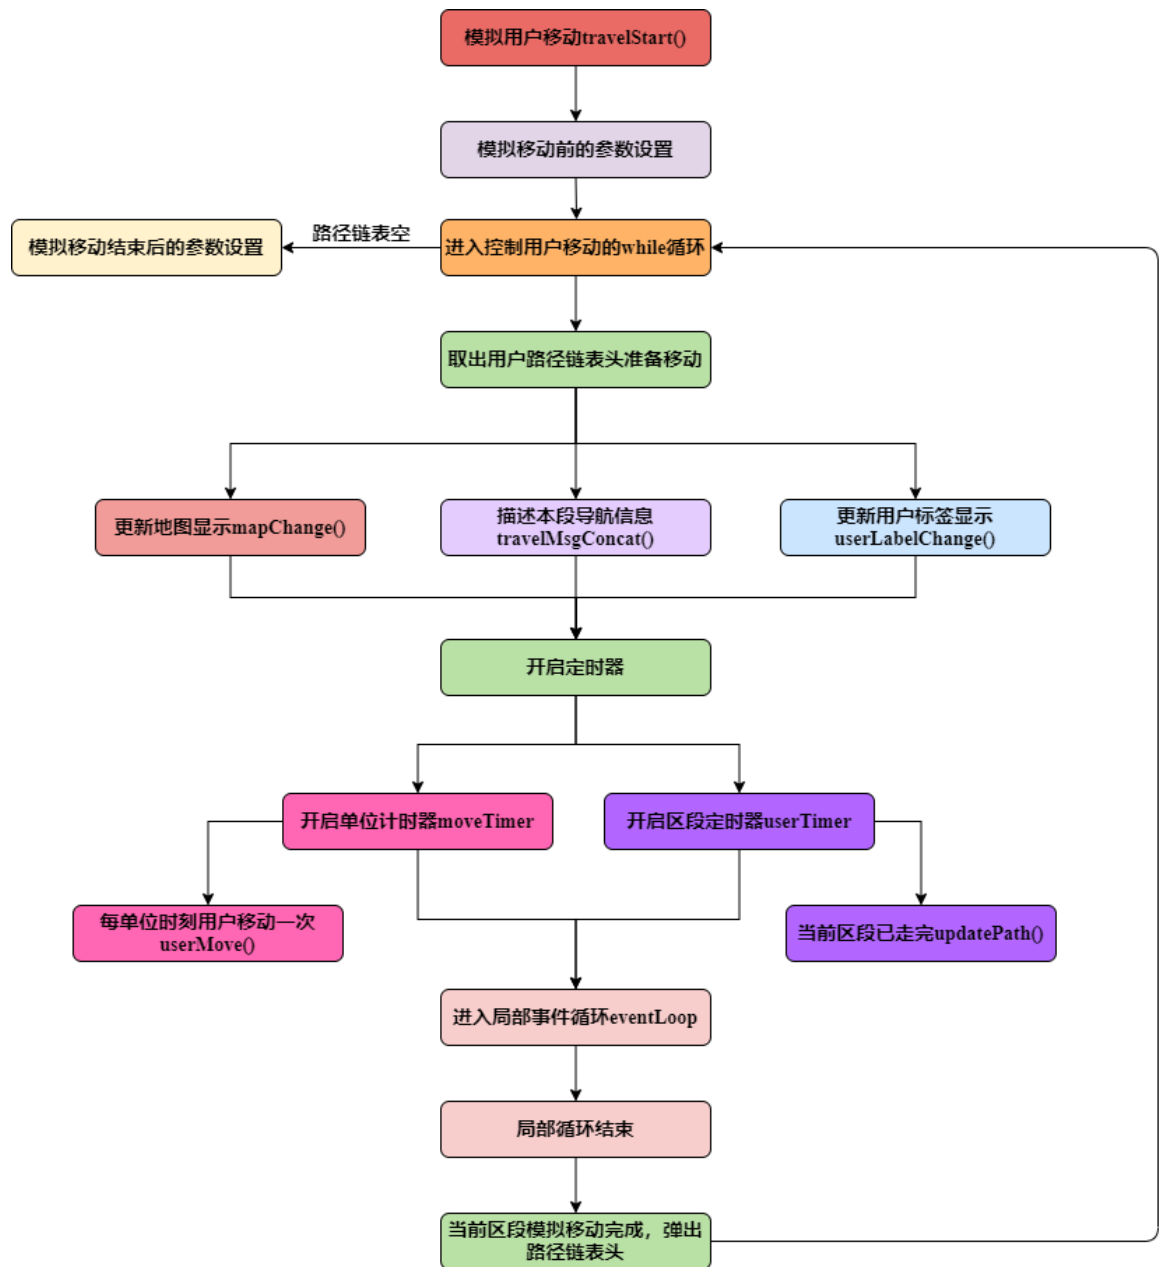 模拟用户移动travelStart()
模拟移动前的参数设置
模拟移动结束后的参数设置
路径链表空
进入控制用户移动的while循环
取出用户路径链表头准备移动
更新地图显示mapChange()
描述本段导航信息
travelMsgConcat()
更新用户标签显示
userLabelChange()
开启定时器
开启单位计时器moveTimer
开启区段定时器userTimer
每单位时刻用户移动一次
userMove()
当前区段已走完updatePath()
进入局部事件循环eventLoop
局部循环结束
当前区段模拟移动完成，弹出
路径链表头